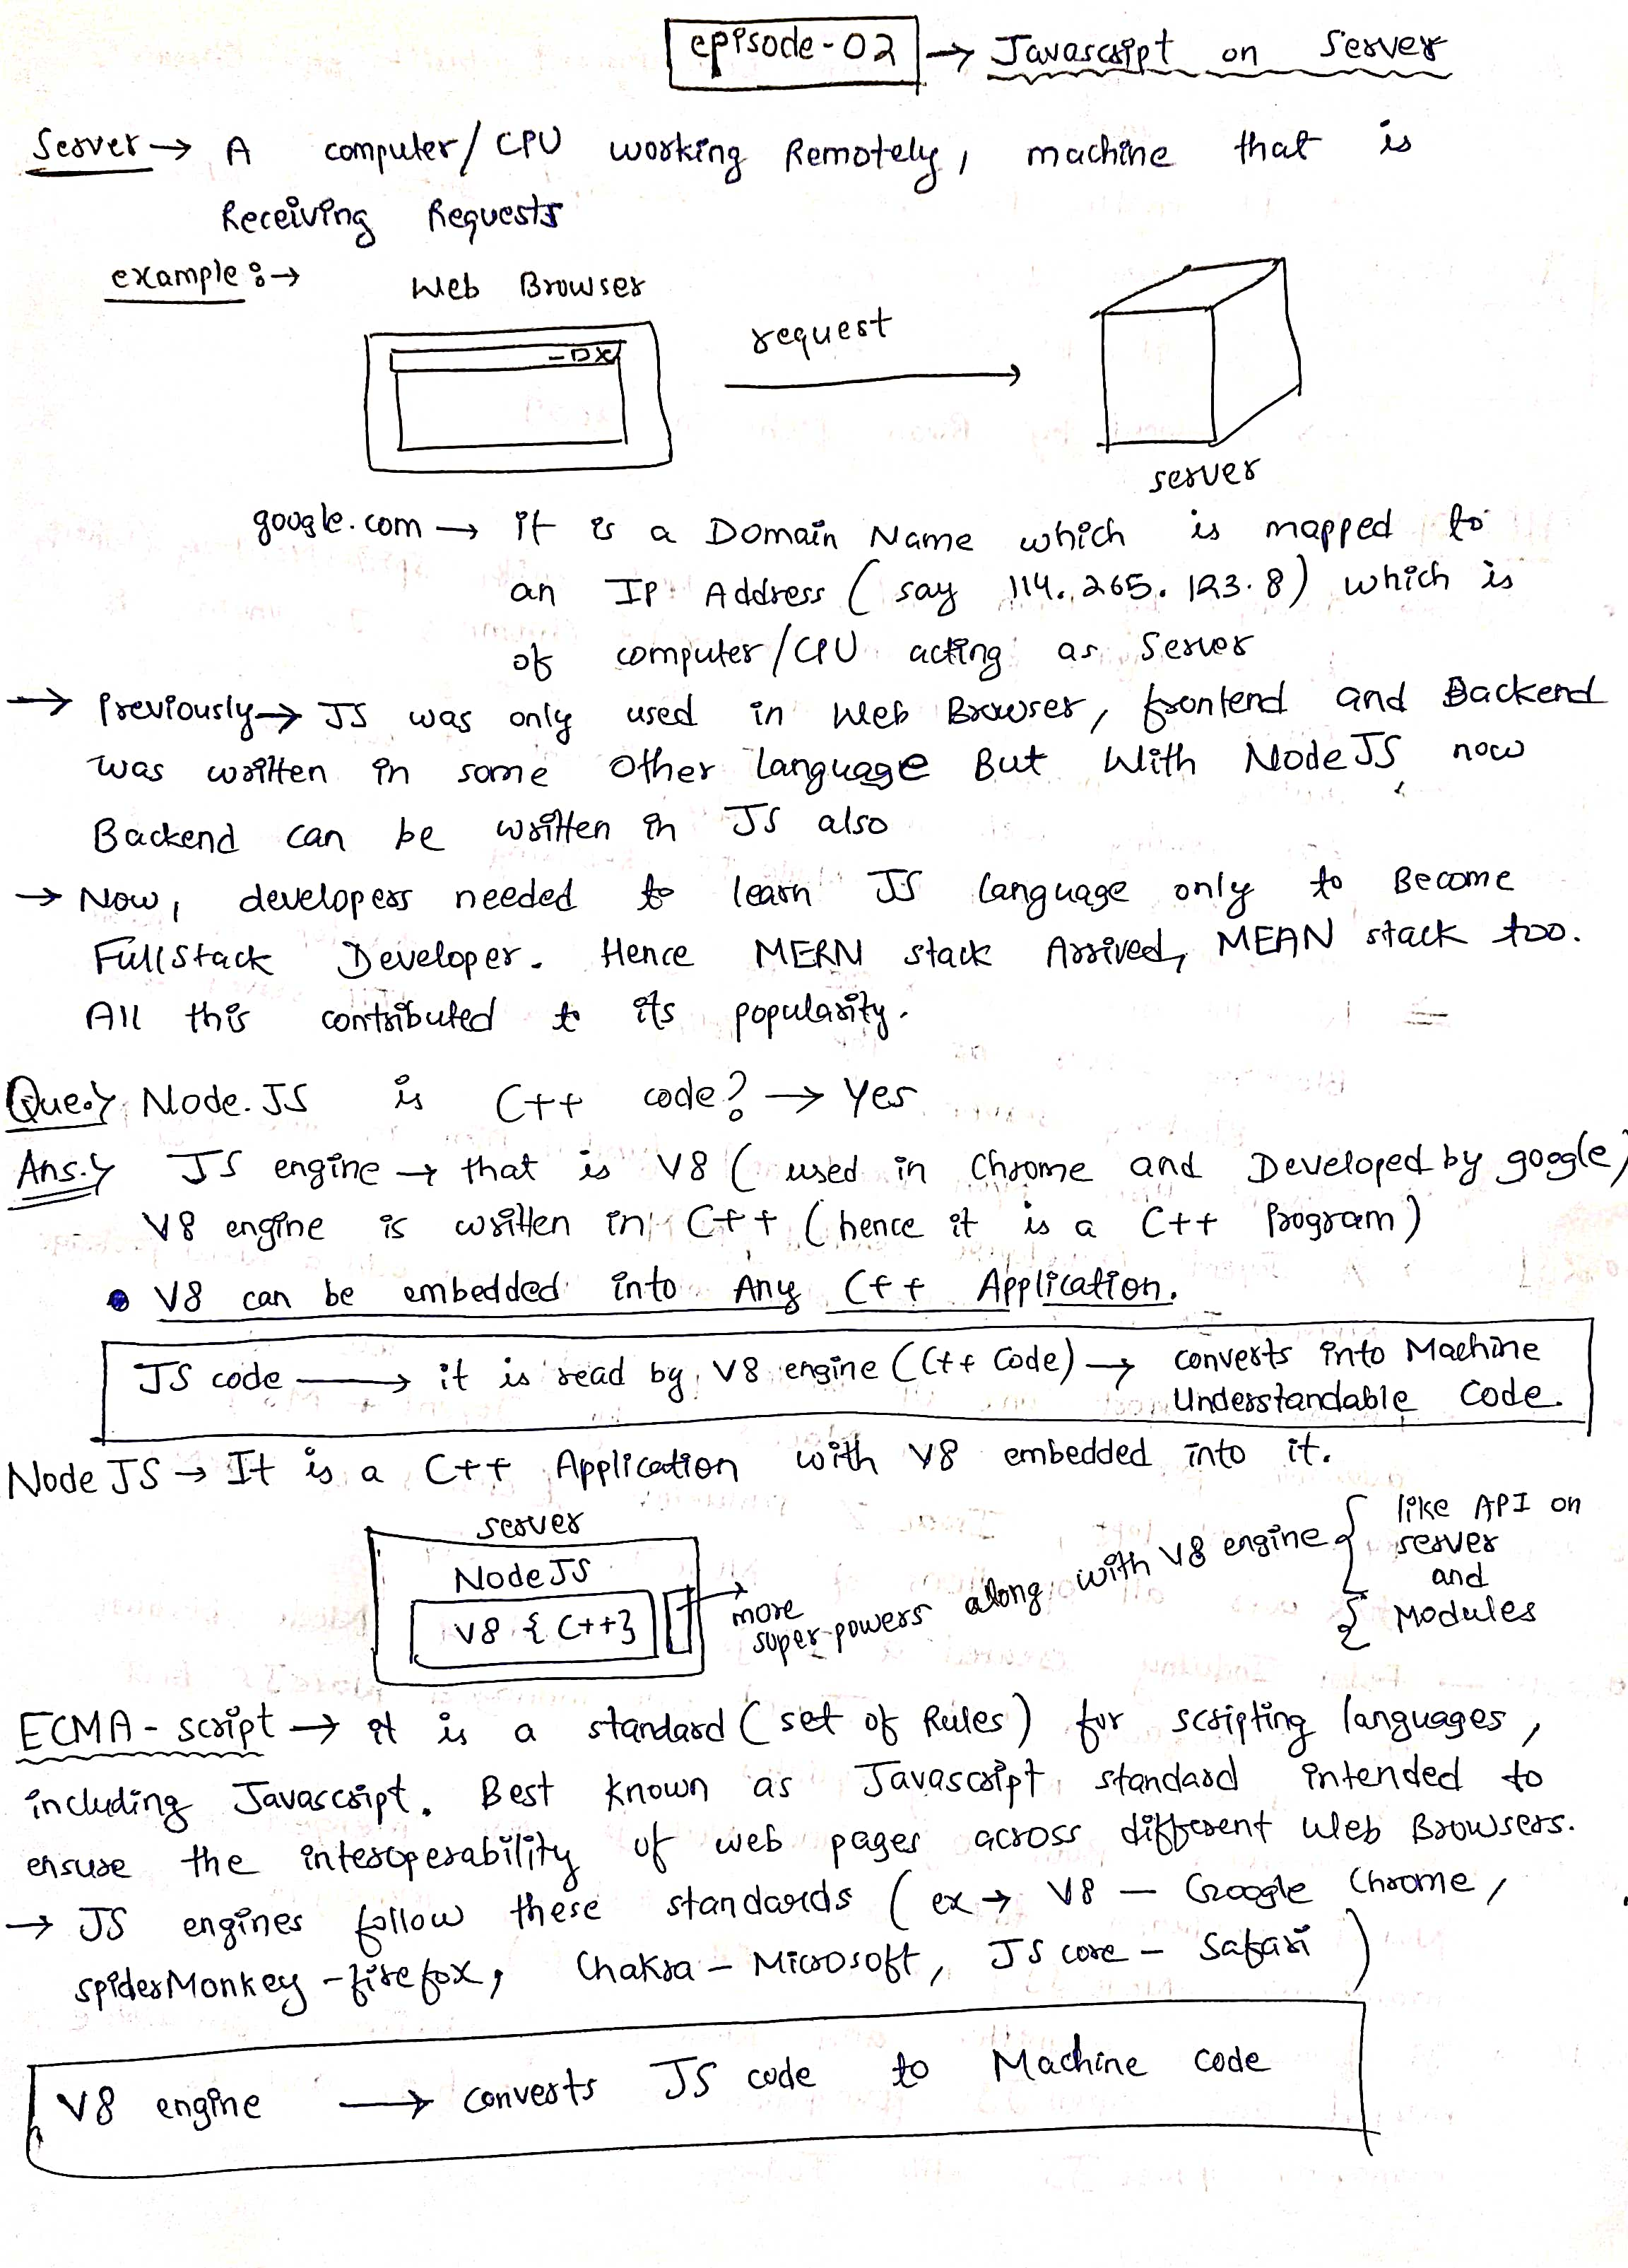 episode-02 → Javascript on Server
Server → A computer/CPU working Remotely, machine that is
Receiving Requests
example :→ Web Browser
request
server
google.com → it is a Domain Name which is mapped to
an IP Address (say 114.265.123.8) which is
of computer/CPU acting as Server
→ Previously → JS was only used in Web Browser, frontend and Backend
was written in some Other language But With NodeJS now
Backend can be written in JS also
→ Now, developers needed to learn JS language only to Become
FullStack Developer. Hence MERN stack Arrived, MEAN stack too.
All this contributed to its popularity.
Query Node.JS is C++ code? → Yes
Ans. JS engine → that is V8 (used in Chrome and Developed by google)
V8 engine is written in C++ (hence it is a C++ Program)
• V8 can be embedded into Any C++ Application.
JS code → it is read by V8 engine (C++ Code) → converts into Machine
Understandable Code.
Node JS → It is a C++ Application with V8 embedded into it.
server
NodeJS
V8 {C++}
more
super-powers along with V8 engine { like API on
server
and
{ Modules
ECMA-script → it is a standard (set of Rules) for scripting languages,
including Javascript. Best known as Javascript standard intended to
ensure the interoperability of web pages across different Web Browsers.
→ JS engines follow these standards (ex → V8 – Google Chrome,
spiderMonkey - firefox, Chakra – Microsoft, JS core – Safari)
V8 engine → converts JS code to Machine code